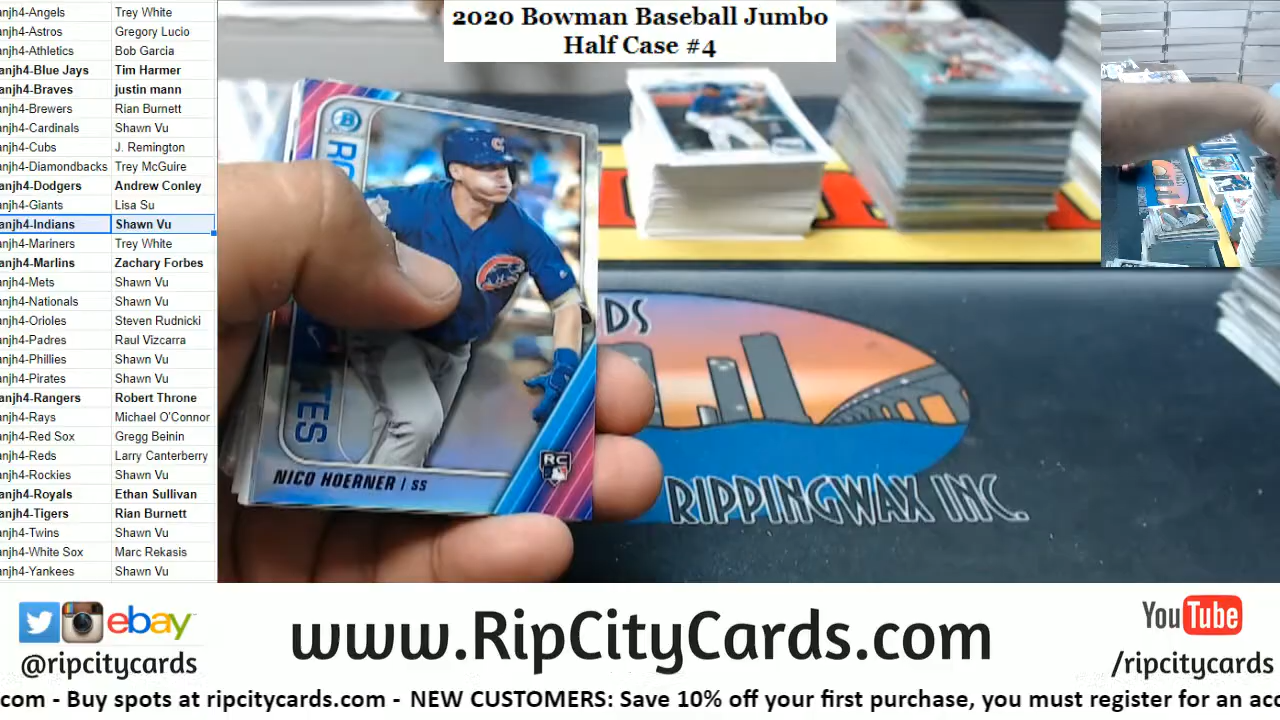 2020 Bowman Baseball Jumbo
Half Case #4
anjh4-Angels Trey White
anjh4-Astros Gregory Lucio
anjh4-Athletics Bob Garcia
anjh4-Blue Jays Tim Harmer
anjh4-Braves justin mann
anjh4-Brewers Rian Burnett
anjh4-Cardinals Shawn Vu
anjh4-Cubs J. Remington
anjh4-Diamondbacks Trey McGuire
anjh4-Dodgers Andrew Conley
anjh4-Giants Lisa Su
anjh4-Indians Shawn Vu
anjh4-Mariners Trey White
anjh4-Marlins Zachary Forbes
anjh4-Mets Shawn Vu
anjh4-Nationals Shawn Vu
anjh4-Orioles Steven Rudnicki
anjh4-Padres Raul Vizcarra
anjh4-Phillies Shawn Vu
anjh4-Pirates Shawn Vu
anjh4-Rangers Robert Throne
anjh4-Rays Michael O'Connor
anjh4-Red Sox Gregg Beinin
anjh4-Reds Larry Canterberry
anjh4-Rockies Shawn Vu
anjh4-Royals Ethan Sullivan
anjh4-Tigers Rian Burnett
anjh4-Twins Shawn Vu
anjh4-White Sox Marc Rekasis
anjh4-Yankees Shawn Vu
NICO HOERNER / SS
RC
RIPPINGWAX INC.
ebay
@ripcitycards
www.RipCityCards.com
YouTube
/ripcitycards
com - Buy spots at ripcitycards.com - NEW CUSTOMERS: Save 10% off your first purchase, you must register for an acc